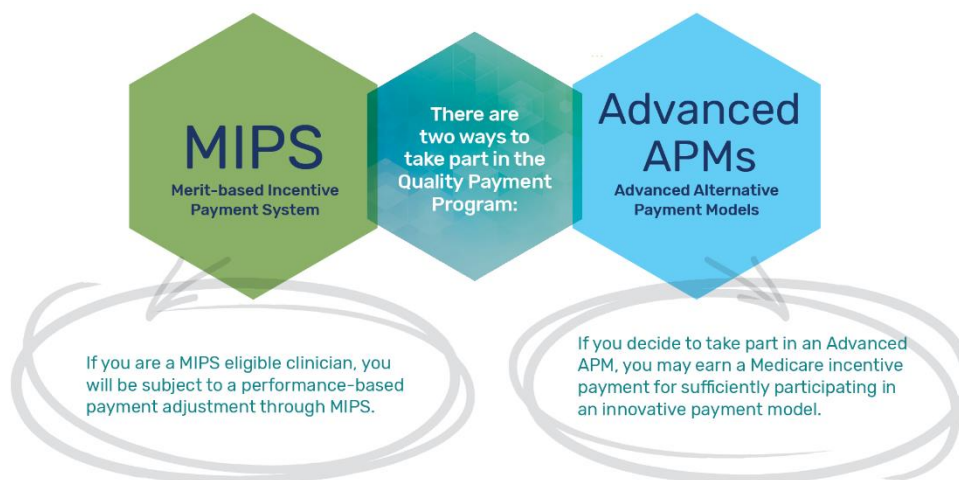 MIPS
Merit-based Incentive
Payment System
There are
two ways to
take part in the
Quality Payment
Program:
Advanced
APMs
Advanced Alternative
Payment Models
If you are a MIPS eligible clinician, you
will be subject to a performance-based
payment adjustment through MIPS.
If you decide to take part in an Advanced
APM, you may earn a Medicare incentive
payment for sufficiently participating in
an innovative payment model.